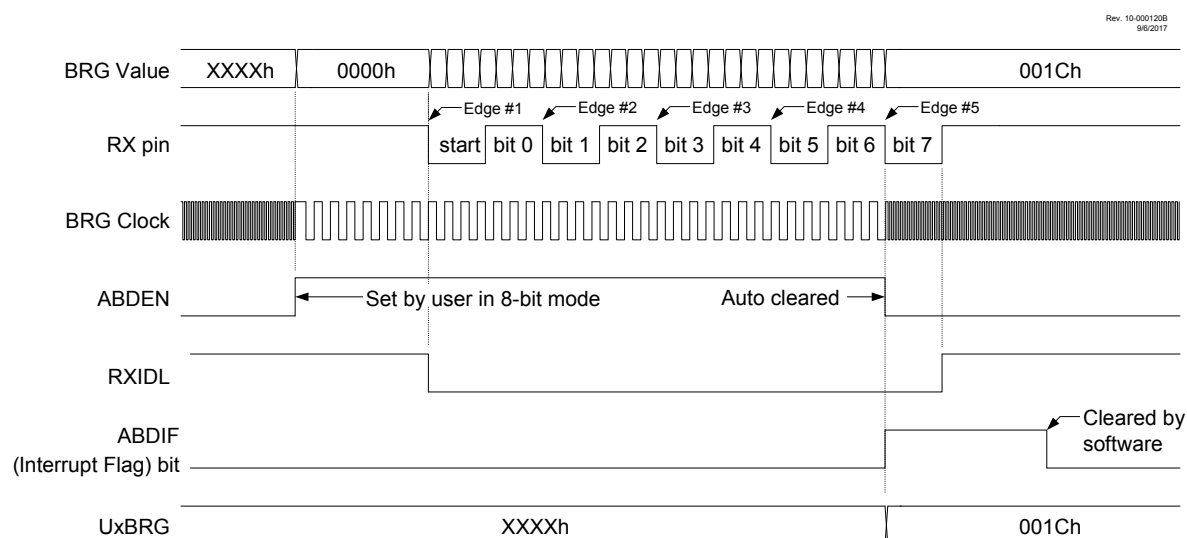 Rev. 10-000120B
9/6/2017
BRG Value XXXXh 0000h 001Ch
Edge #1 Edge #2 Edge #3 Edge #4 Edge #5
RX pin start bit 0 bit 1 bit 2 bit 3 bit 4 bit 5 bit 6 bit 7
BRG Clock
ABDEN Set by user in 8-bit mode Auto cleared
RXIDL
ABDIF
(Interrupt Flag) bit
Cleared by
software
UxBRG XXXXh 001Ch